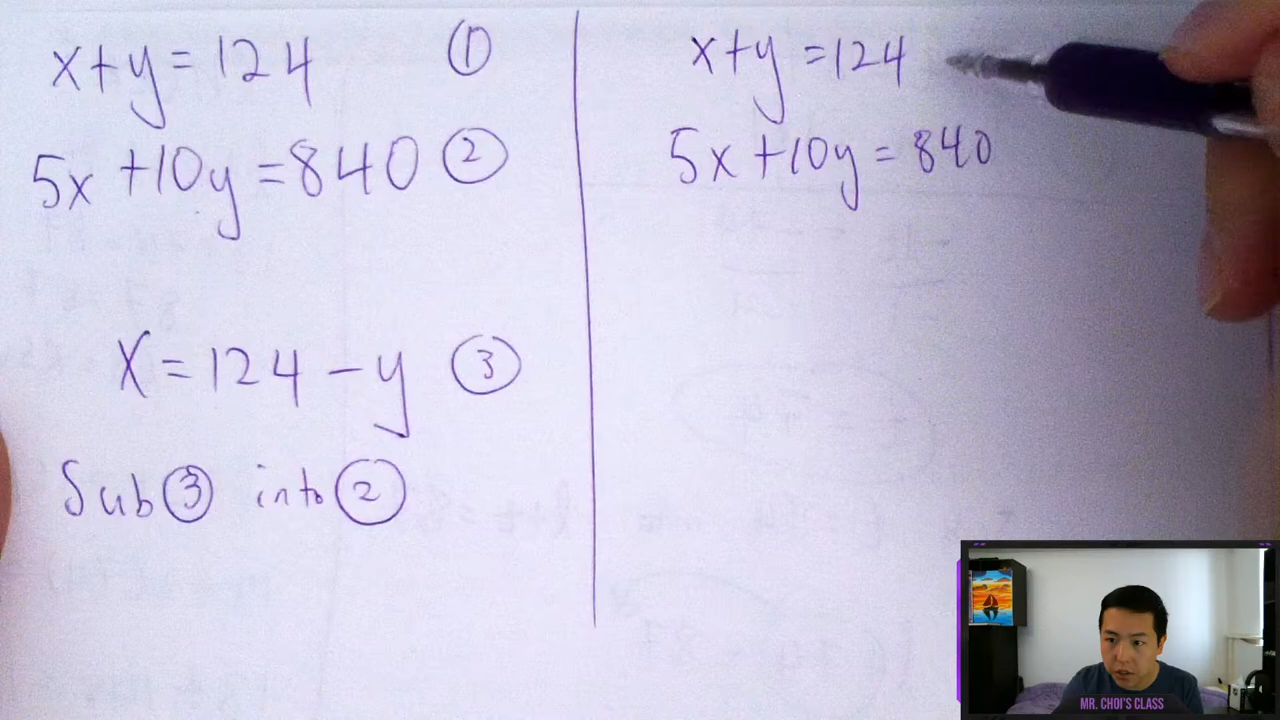 x+y=124 ①
5x+10y=840 ②
x=124-y ③
Sub ③ into ②
x+y=124
5x+10y=840
MR. CHOI'S CLASS